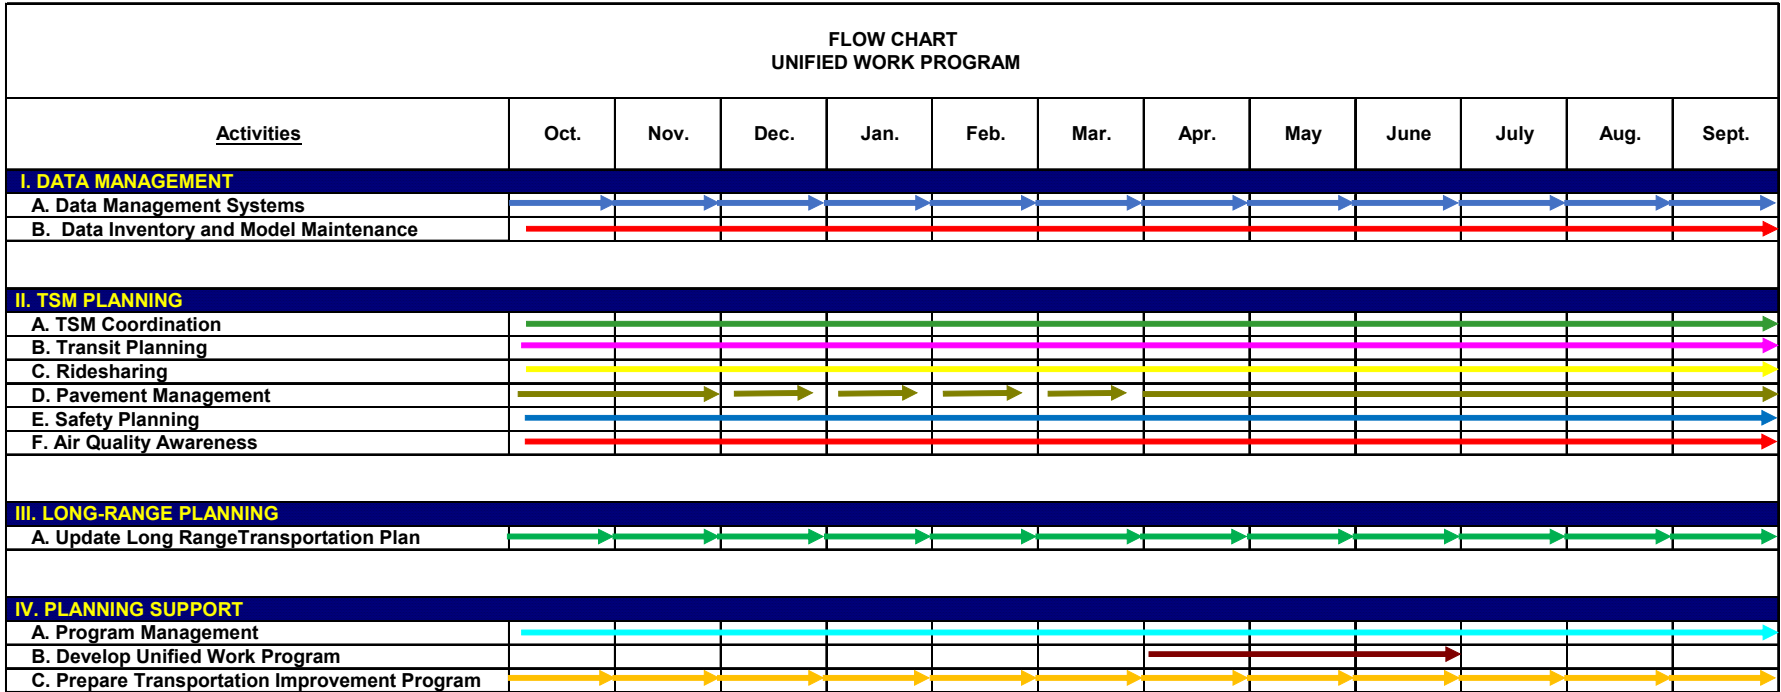 FLOW CHART
UNIFIED WORK PROGRAM
Activities Oct. Nov. Dec. Jan. Feb. Mar. Apr. May June July Aug. Sept.
I. DATA MANAGEMENT
A. Data Management Systems
B. Data Inventory and Model Maintenance
II. TSM PLANNING
A. TSM Coordination
B. Transit Planning
C. Ridesharing
D. Pavement Management
E. Safety Planning
F. Air Quality Awareness
III. LONG-RANGE PLANNING
A. Update Long RangeTransportation Plan
IV. PLANNING SUPPORT
A. Program Management
B. Develop Unified Work Program
C. Prepare Transportation Improvement Program